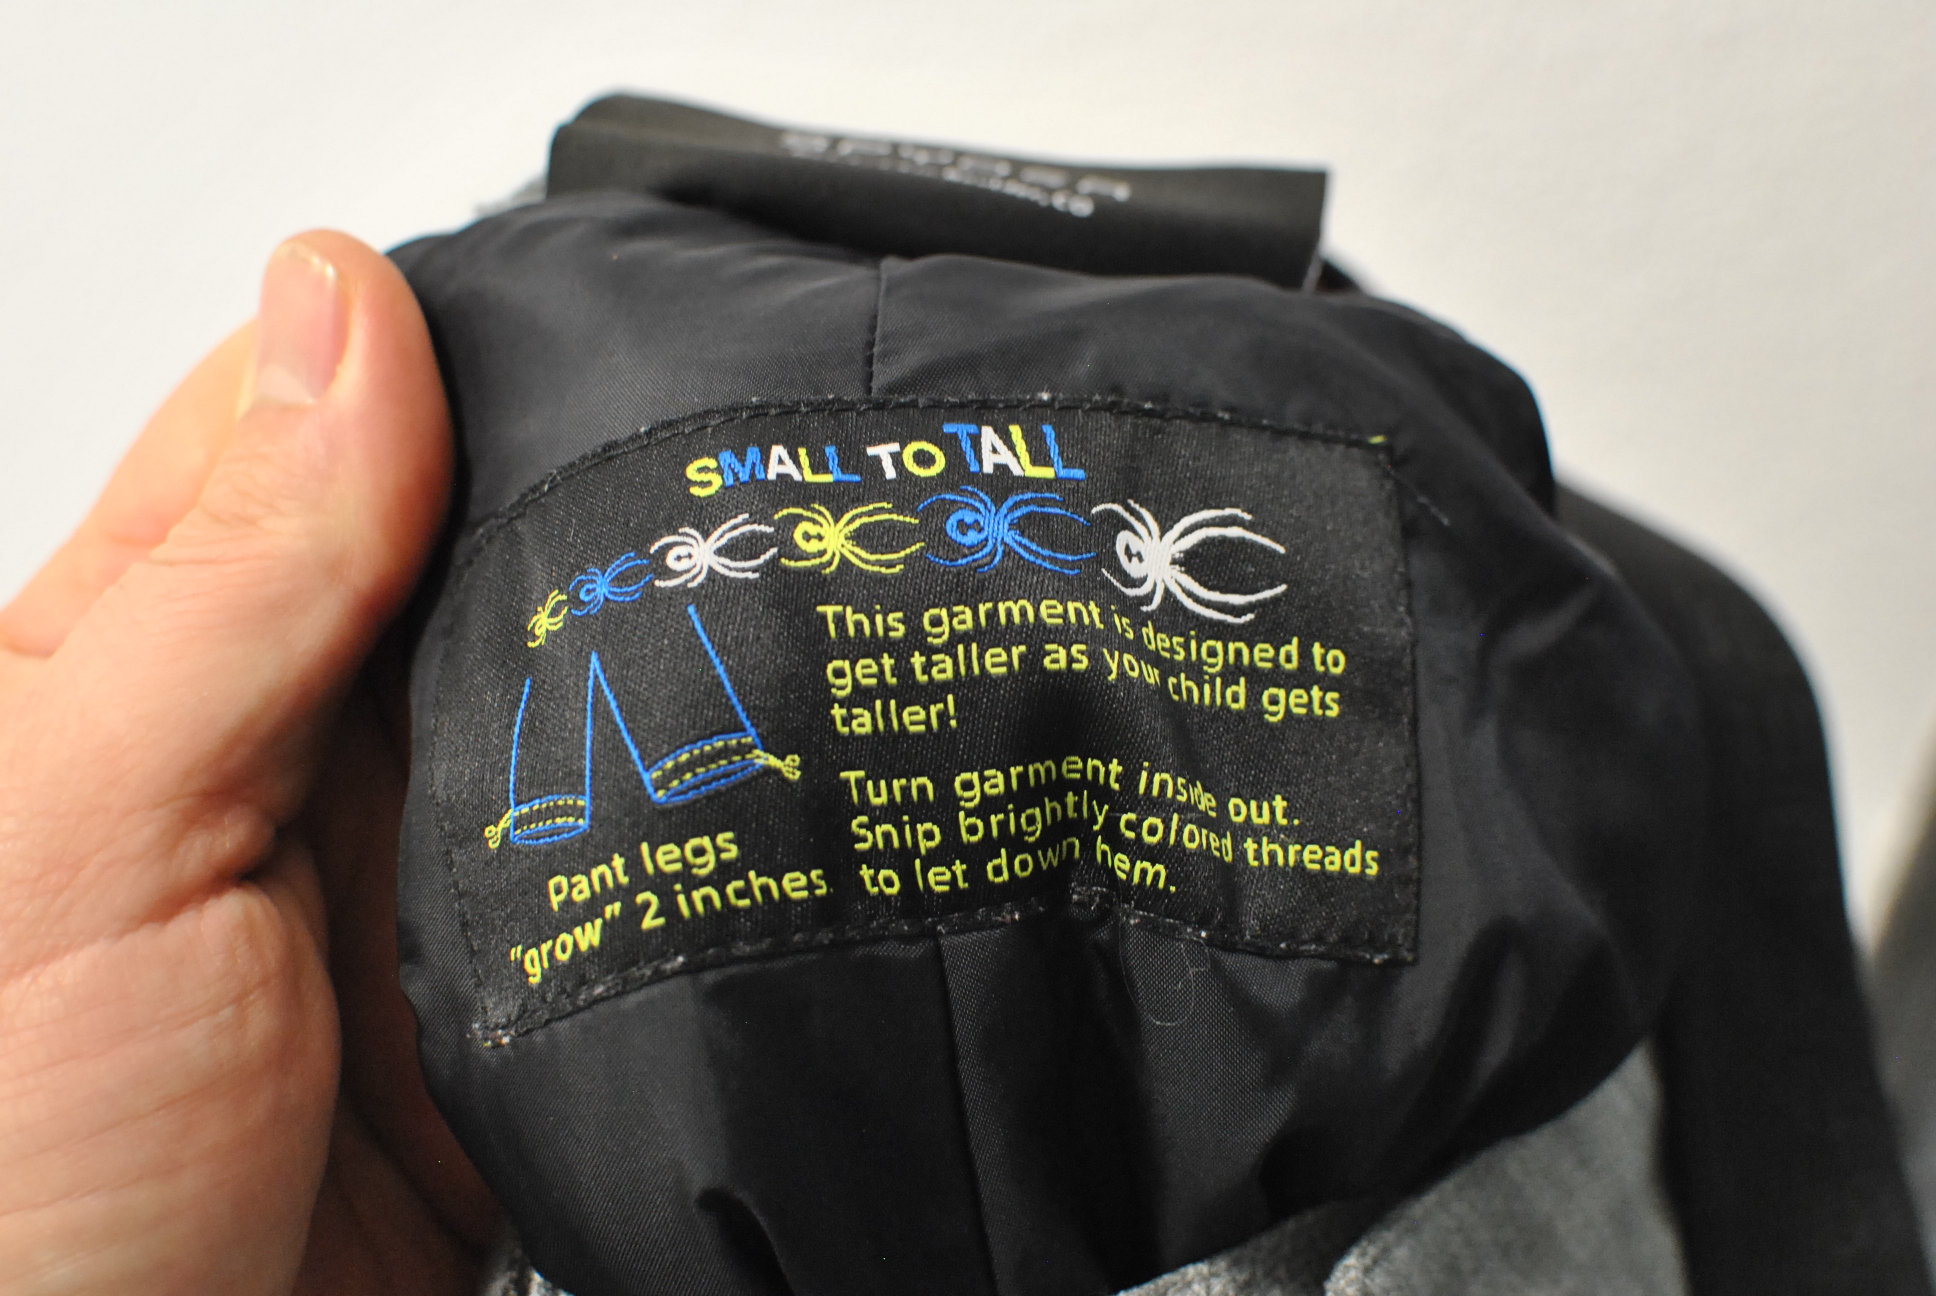 SPYDER
SMALL TO TALL
This garment is designed to
get taller as your child gets
taller!
Turn garment inside out.
Snip brightly colored threads
to let down hem.
Pant legs
"grow" 2 inches.